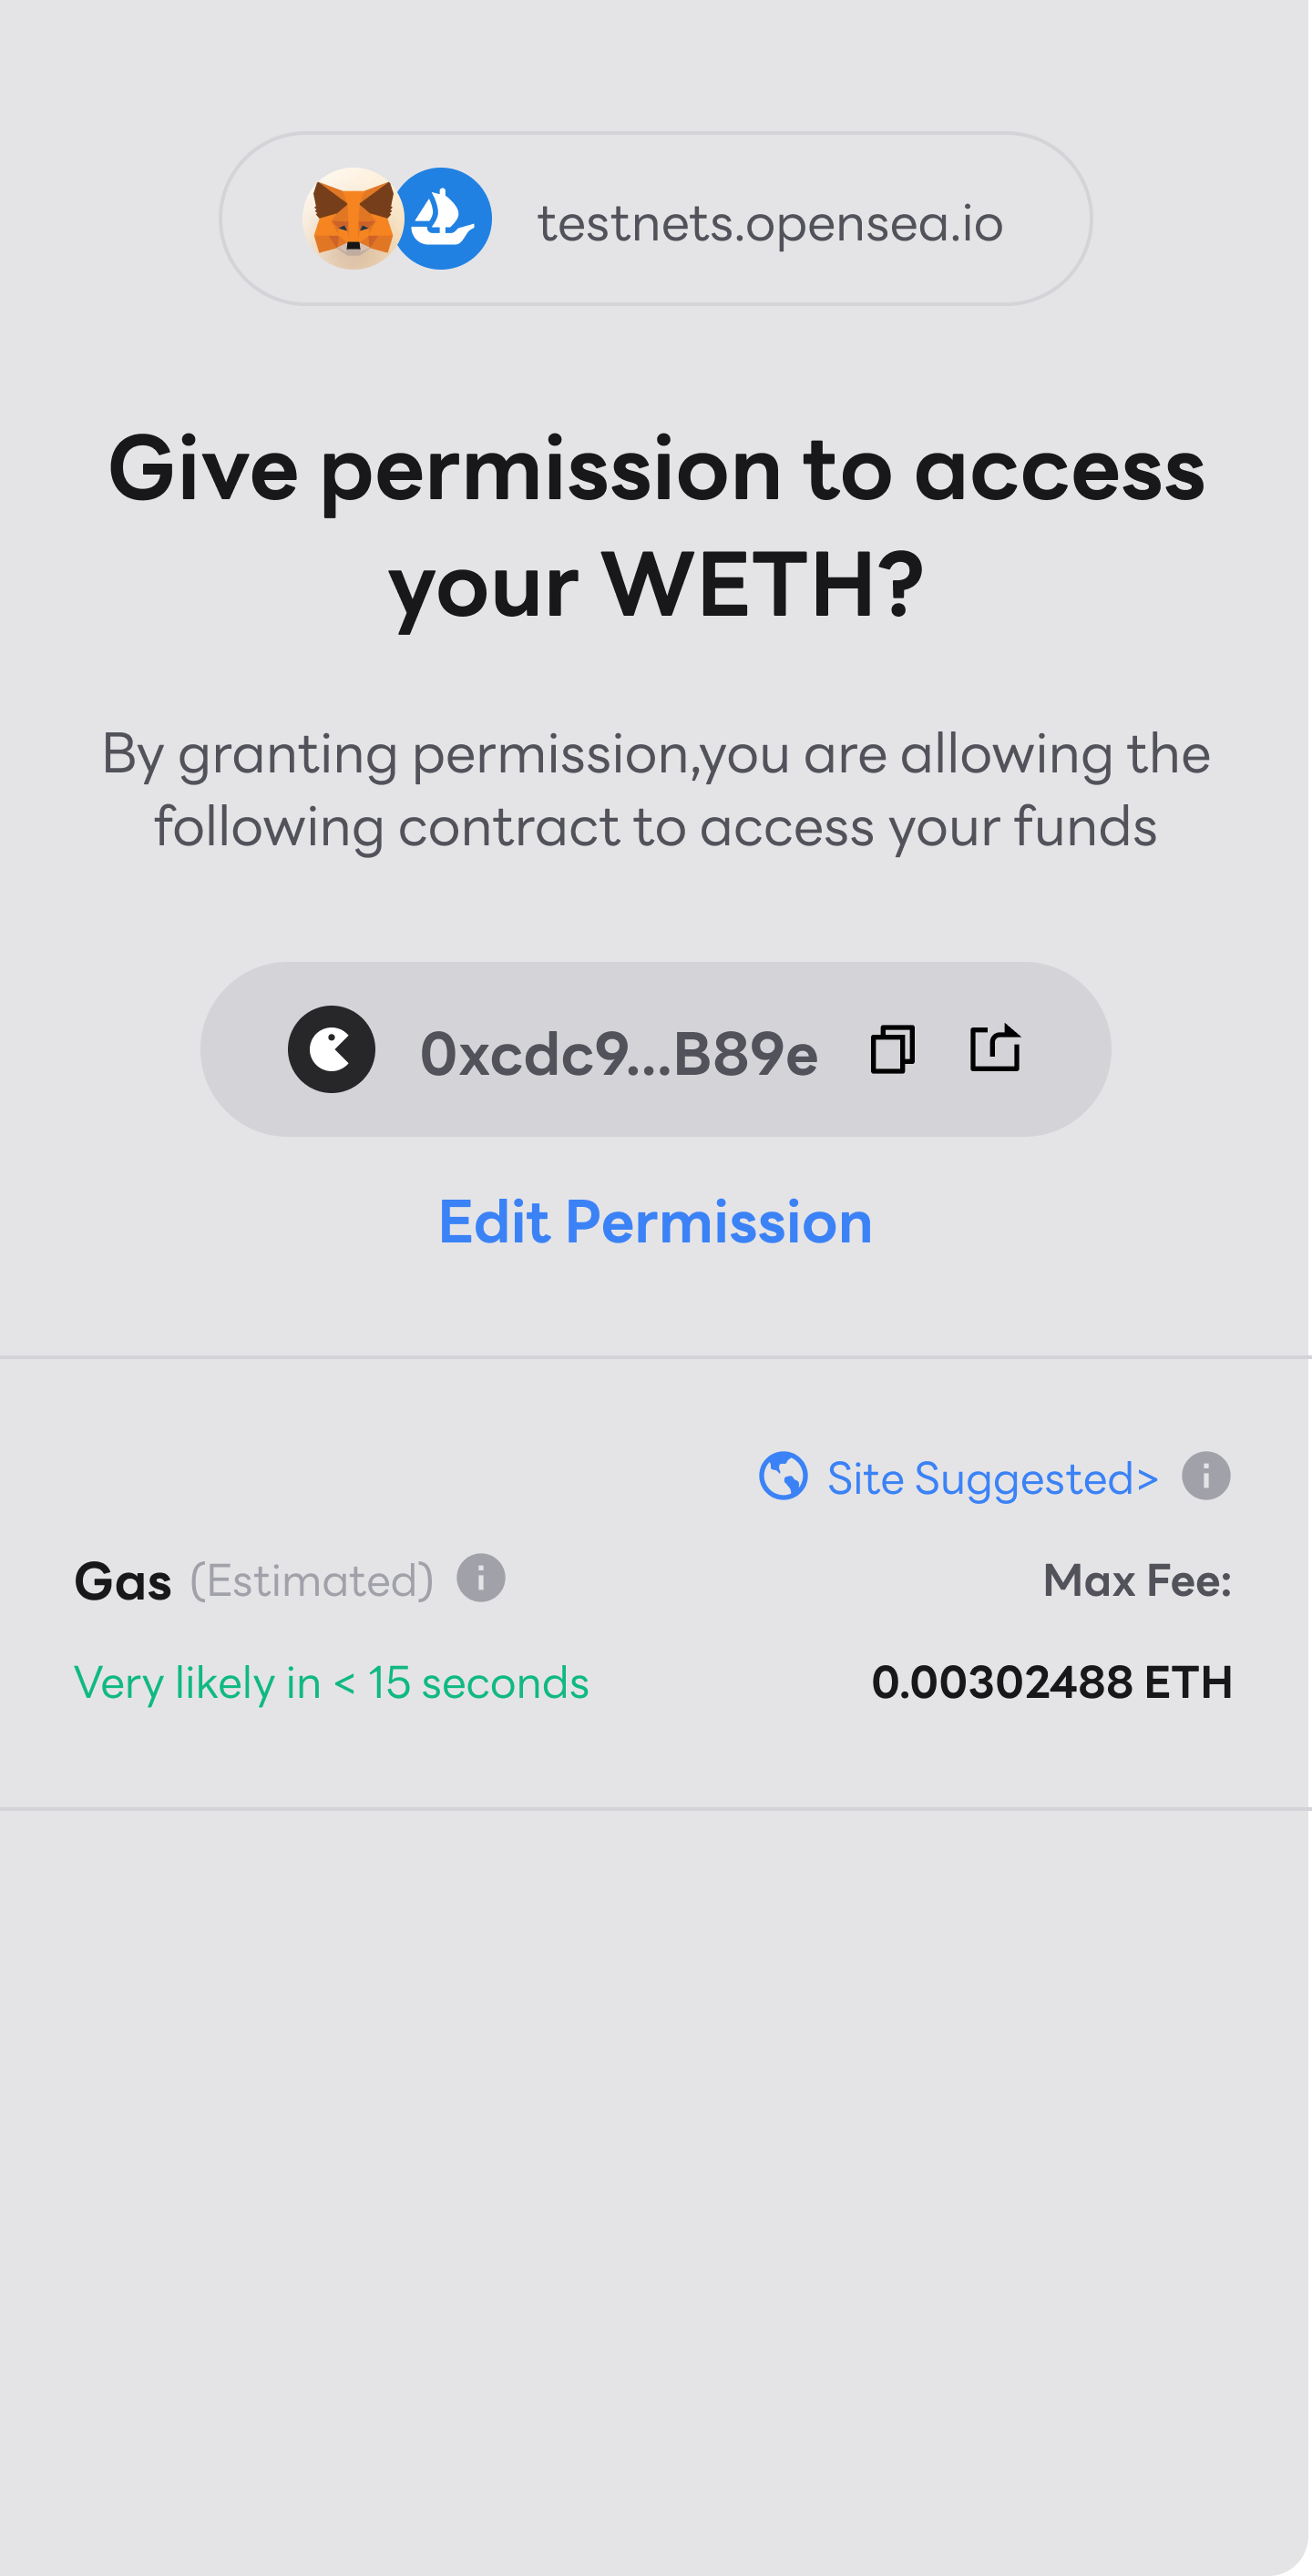 testnets.opensea.io
Give permission to access
your WETH?
By granting permission,you are allowing the
following contract to access your funds
0xcdc9...B89e
Edit Permission
Site Suggested>
Gas (Estimated)
Max Fee:
Very likely in < 15 seconds
0.00302488 ETH